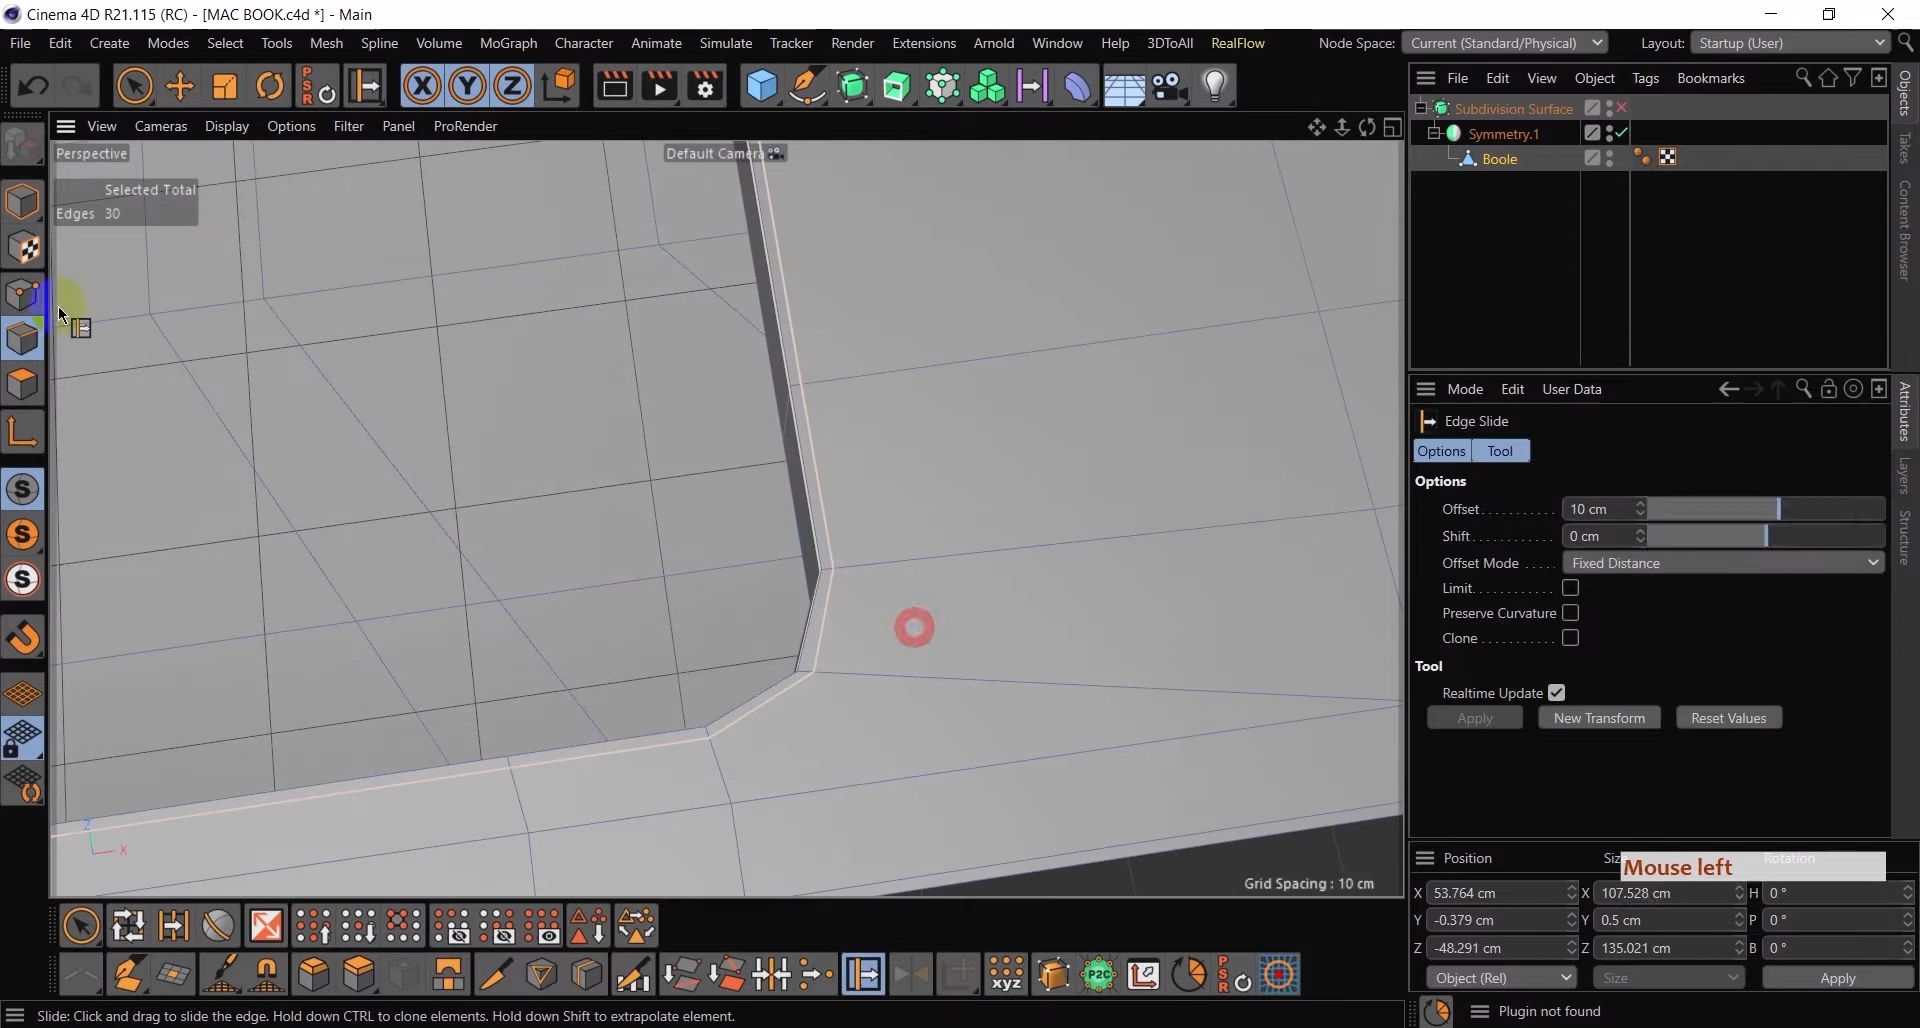 Cinema 4D R21.115 (RC) - [MAC BOOK.c4d *] - Main
File Edit Create Modes Select Tools Mesh Spline Volume MoGraph Character Animate Simulate Tracker Render Extensions Arnold Window Help 3DToAll RealFlow Node Space: Current (Standard/Physical) Layout: Startup (User)
PSR X Y Z
File Edit View Object Tags Bookmarks
View Cameras Display Options Filter Panel ProRender
Perspective
Default Camera
Selected Total
Edges 30
Subdivision Surface
Symmetry.1
Boole
Objects
Takes
Content Browser
Mode Edit User Data
Edge Slide
Options Tool
Options
Offset 10 cm
Shift 0 cm
Offset Mode Fixed Distance
Limit
Preserve Curvature
Clone
Tool
Realtime Update
Apply New Transform Reset Values
Attributes
Layers
Structure
S
S
S
Z
X
Grid Spacing : 10 cm
Position Siz Rotation
Mouse left
X 53.764 cm X 107.528 cm H 0 °
Y -0.379 cm Y 0.5 cm P 0 °
Z -48.291 cm Z 135.021 cm B 0 °
Object (Rel) Size Apply
xyz P2C PSR
Slide: Click and drag to slide the edge. Hold down CTRL to clone elements. Hold down Shift to extrapolate element.
Plugin not found